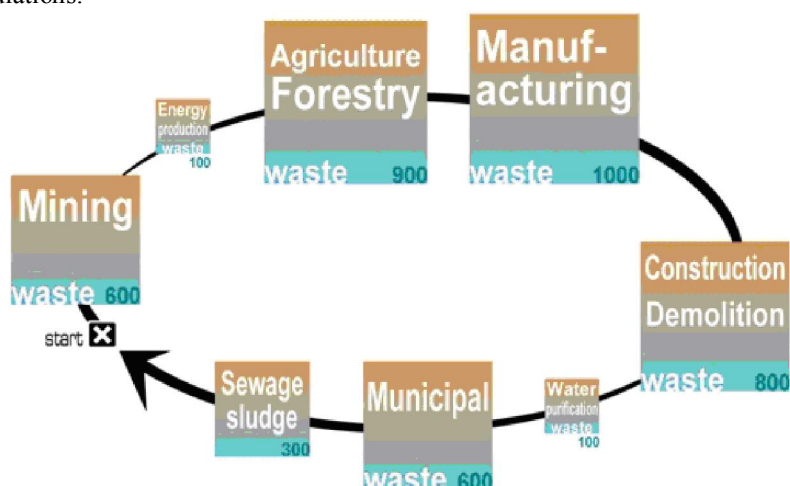 Mining
waste 600
start
Energy
production
waste
100
Agriculture
Forestry
waste 900
Manuf-
acturing
waste 1000
Construction
Demolition
waste 800
Water
purification
waste
100
Municipal
waste 600
Sewage
sludge
300